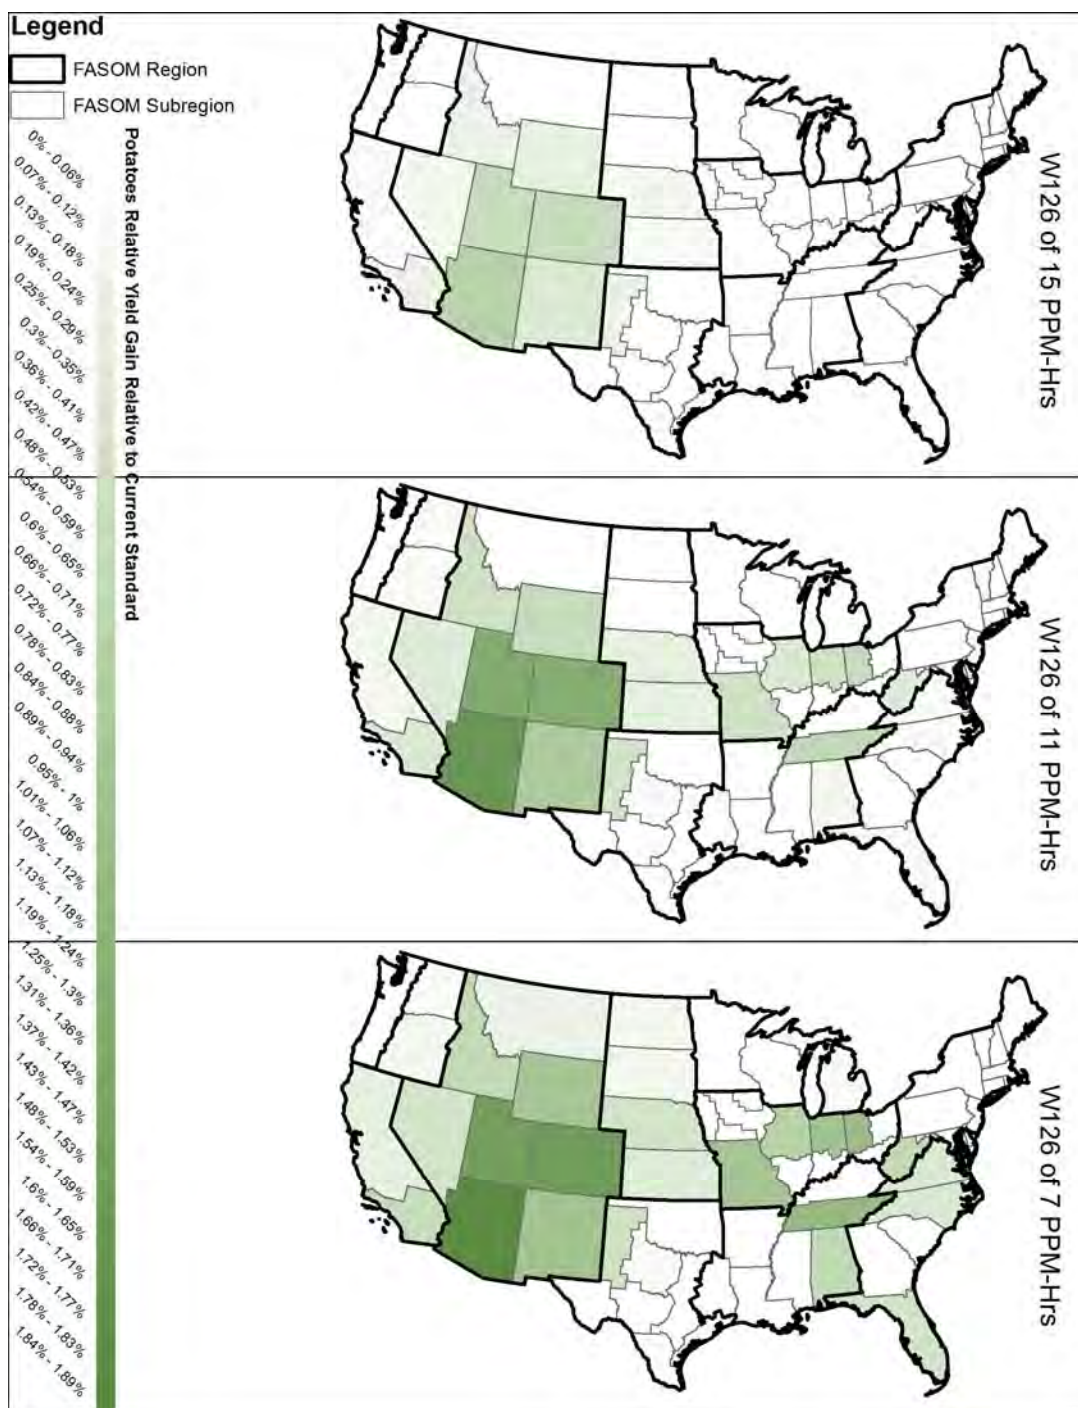 Legend
FASOM Region
FASOM Subregion
Potatoes Relative Yield Gain Relative to Current Standard
0% - 0.06%
0.07% - 0.12%
0.13% - 0.18%
0.19% - 0.24%
0.25% - 0.29%
0.3% - 0.35%
0.36% - 0.41%
0.42% - 0.47%
0.48% - 0.53%
0.54% - 0.59%
0.6% - 0.65%
0.66% - 0.71%
0.72% - 0.77%
0.78% - 0.83%
0.84% - 0.88%
0.89% - 0.94%
0.95% - 1%
1.01% - 1.06%
1.07% - 1.12%
1.13% - 1.18%
1.19% - 1.24%
1.25% - 1.3%
1.31% - 1.36%
1.37% - 1.42%
1.43% - 1.47%
1.48% - 1.53%
1.54% - 1.59%
1.6% - 1.65%
1.66% - 1.71%
1.72% - 1.77%
1.78% - 1.83%
1.84% - 1.89%
W126 of 15 PPM-Hrs
W126 of 11 PPM-Hrs
W126 of 7 PPM-Hrs